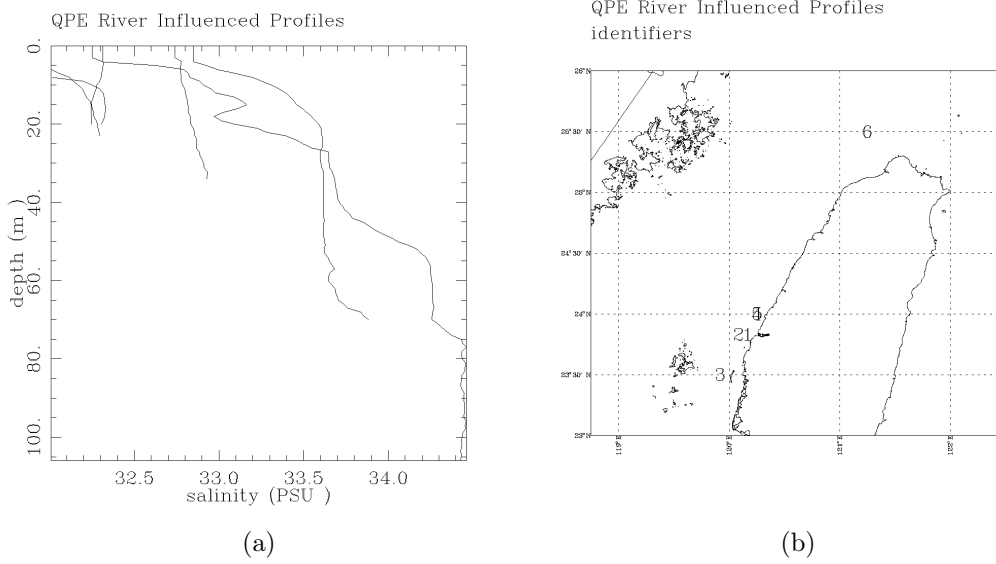 QPE River Influenced Profiles
0.
20.
40.
60.
80.
100.
depth (m )
32.5 33.0 33.5 34.0
salinity (PSU )
(a)
QPE River Influenced Profiles
identifiers
26°N
25°30' N
25°N
24°30' N
24°N
23°30' N
23°N
119°E 120°E 121°E 122°E
6
21
3
(b)